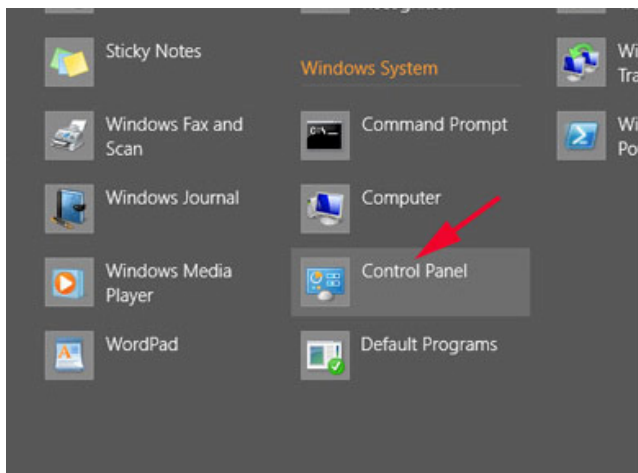 Sticky Notes
Windows Fax and
Scan
Windows Journal
Windows Media
Player
WordPad
Windows System
Command Prompt
Computer
Control Panel
Default Programs